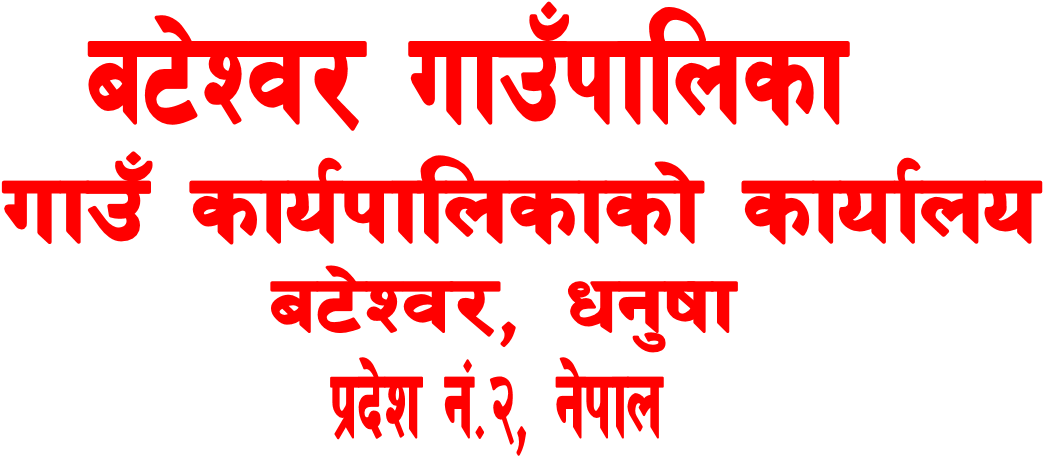 बटेश्वर गाउँपालिका
गाउँ कार्यपालिकाको कार्यालय
बटेश्वर, धनुषा
प्रदेश नं.२, नेपाल